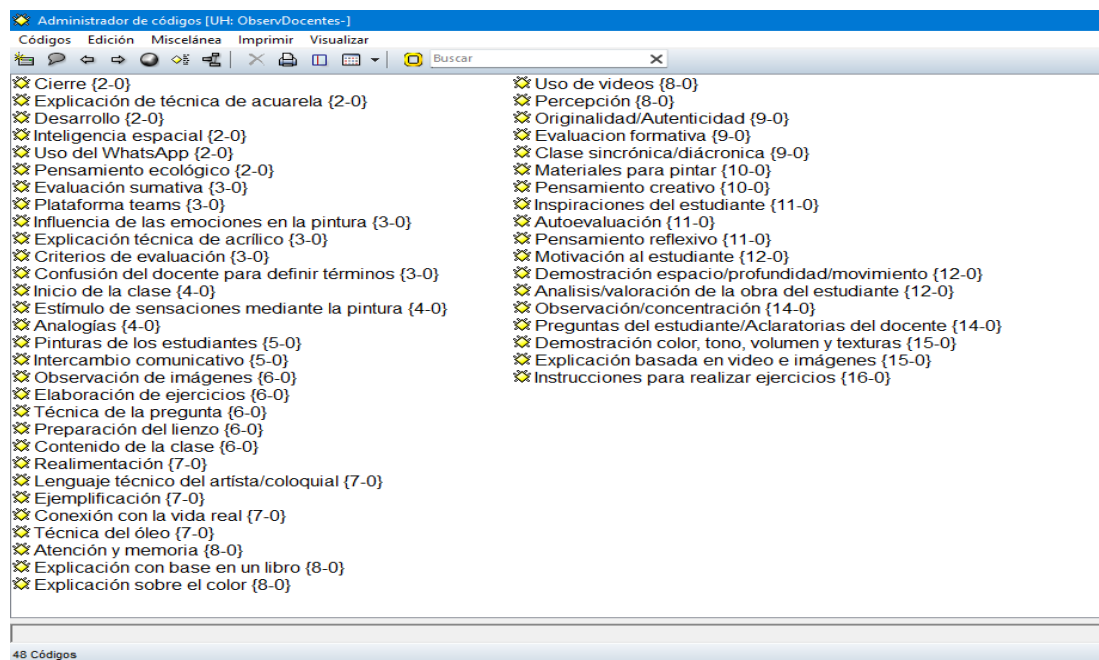 Administrador de códigos [UH: ObservDocentes-]
Códigos Edición Miscelánea Imprimir Visualizar
Buscar
Cierre {2-0}
Explicación de técnica de acuarela {2-0}
Desarrollo {2-0}
Inteligencia espacial {2-0}
Uso del WhatsApp {2-0}
Pensamiento ecológico {2-0}
Evaluación sumativa {3-0}
Plataforma teams {3-0}
Influencia de las emociones en la pintura {3-0}
Explicación técnica de acrílico {3-0}
Criterios de evaluación {3-0}
Confusión del docente para definir términos {3-0}
Inicio de la clase {4-0}
Estímulo de sensaciones mediante la pintura {4-0}
Analogías {4-0}
Pinturas de los estudiantes {5-0}
Intercambio comunicativo {5-0}
Observación de imágenes {6-0}
Elaboración de ejercicios {6-0}
Técnica de la pregunta {6-0}
Preparación del lienzo {6-0}
Contenido de la clase {6-0}
Realimentación {7-0}
Lenguaje técnico del artísta/coloquial {7-0}
Ejemplificación {7-0}
Conexión con la vida real {7-0}
Técnica del óleo {7-0}
Atención y memoria {8-0}
Explicación con base en un libro {8-0}
Explicación sobre el color {8-0}
Uso de videos {8-0}
Percepción {8-0}
Originalidad/Autenticidad {9-0}
Evaluacion formativa {9-0}
Clase sincrónica/diácronica {9-0}
Materiales para pintar {10-0}
Pensamiento creativo {10-0}
Inspiraciones del estudiante {11-0}
Autoevaluación {11-0}
Pensamiento reflexivo {11-0}
Motivación al estudiante {12-0}
Demostración espacio/profundidad/movimiento {12-0}
Analisis/valoración de la obra del estudiante {12-0}
Observación/concentración {14-0}
Preguntas del estudiante/Aclaratorias del docente {14-0}
Demostración color, tono, volumen y texturas {15-0}
Explicación basada en video e imágenes {15-0}
Instrucciones para realizar ejercicios {16-0}
48 Códigos